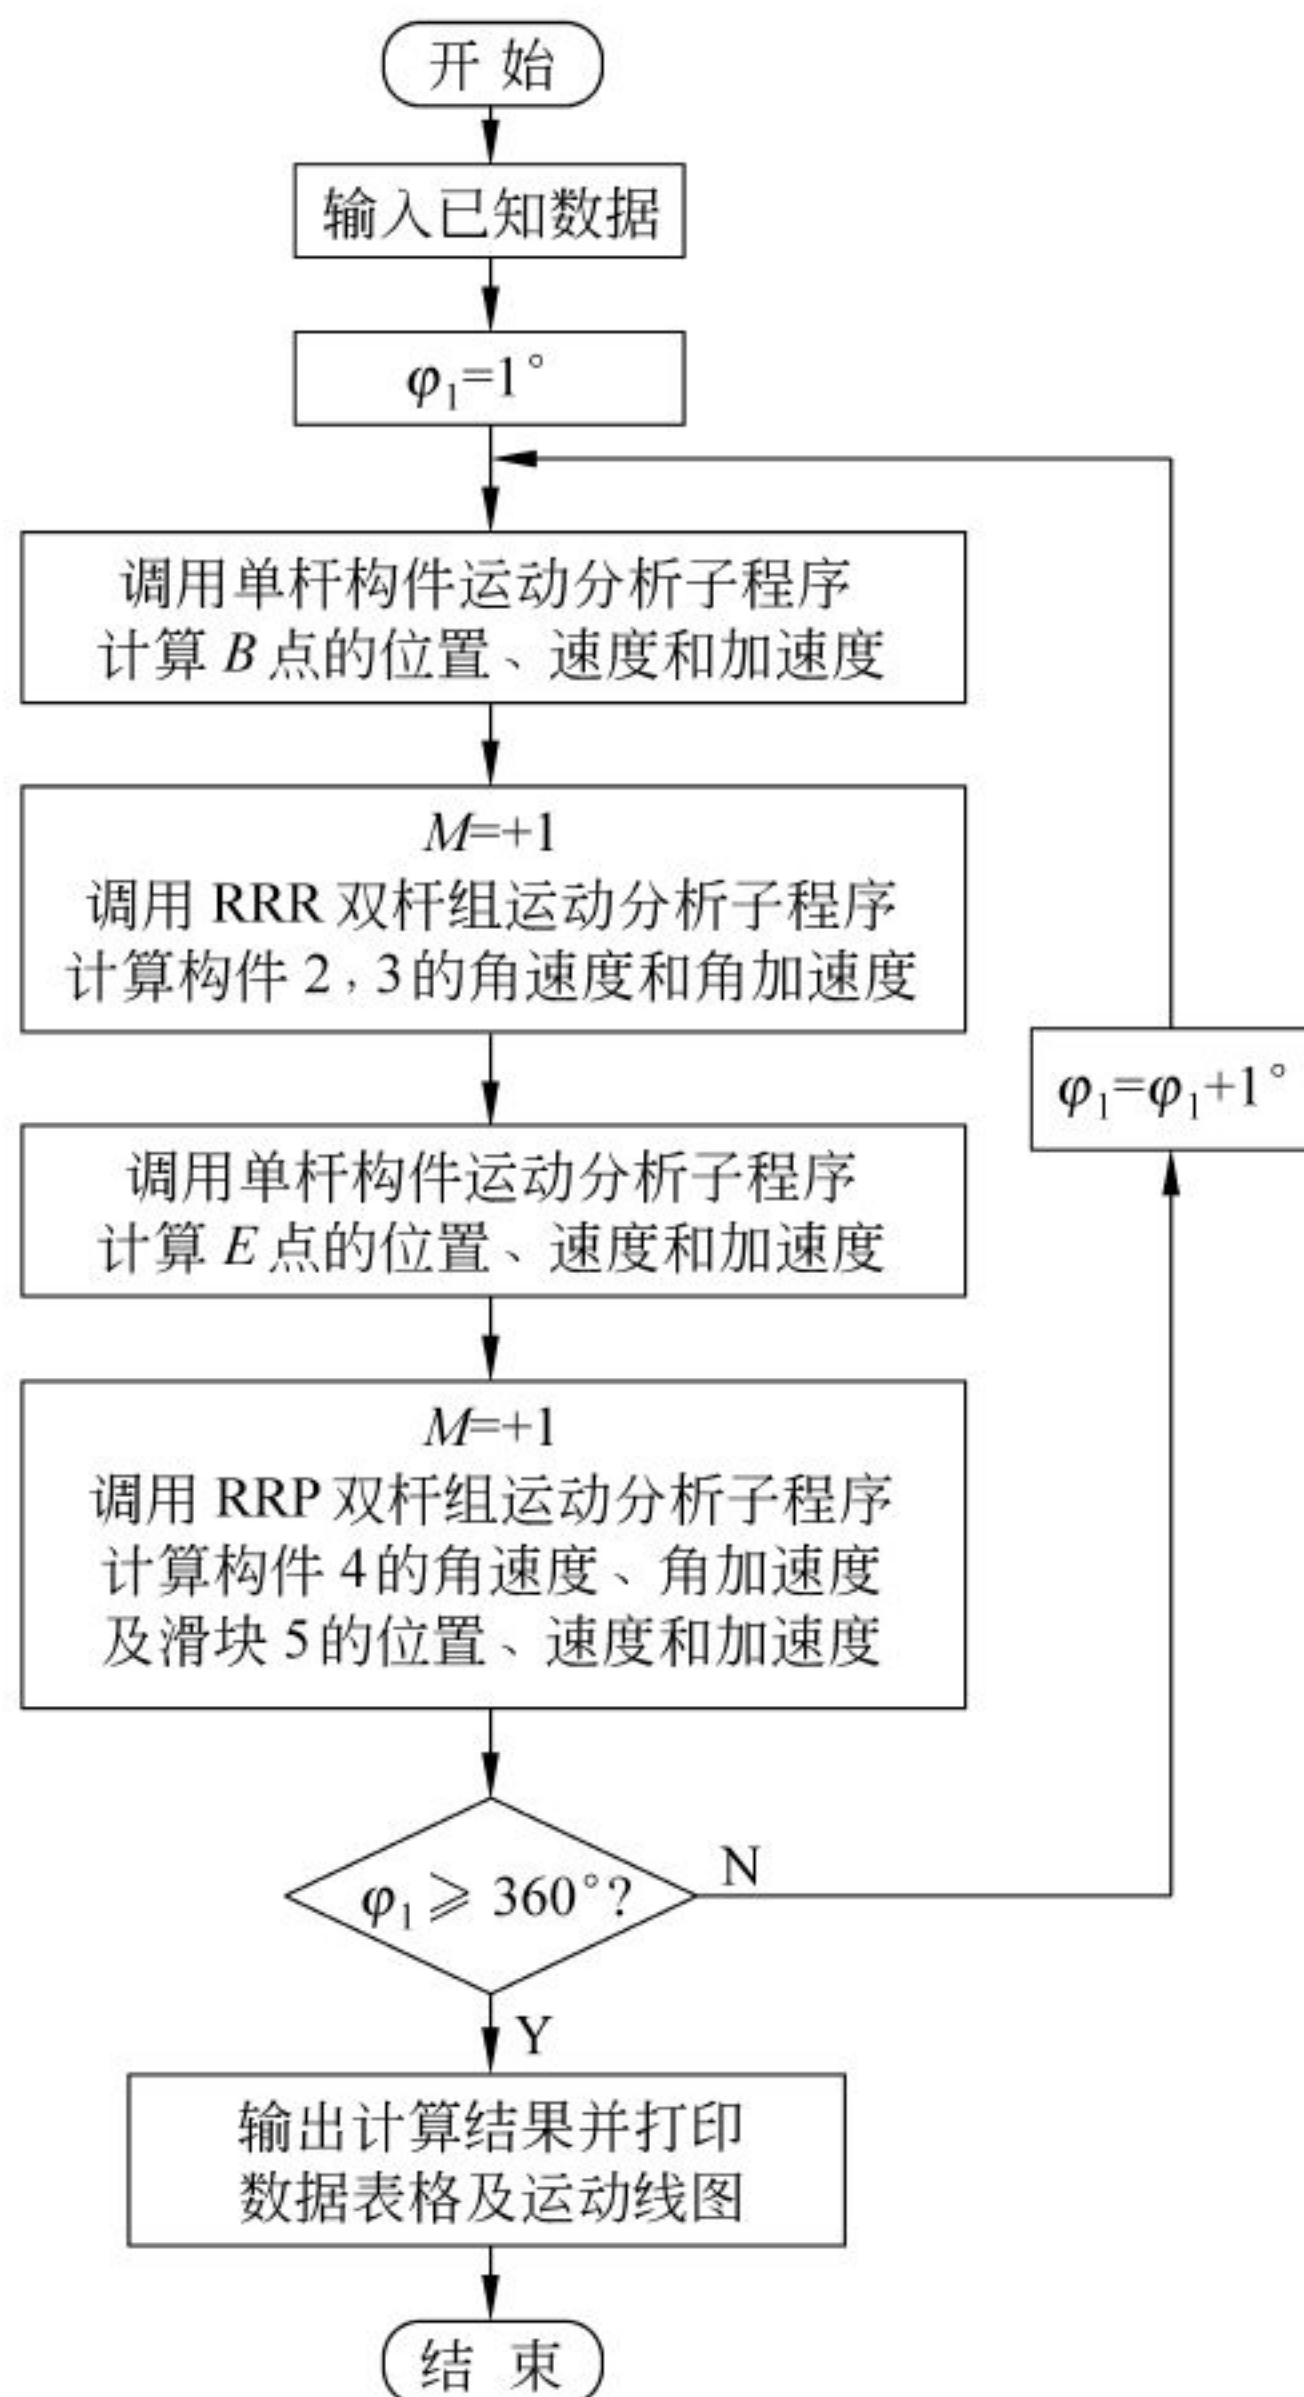 开 始
输入已知数据
φ₁=1°
调用单杆构件运动分析子程序
计算 B 点的位置、速度和加速度
M=+1
调用 RRR 双杆组运动分析子程序
计算构件 2，3的角速度和角加速度
φ₁=φ₁+1°
调用单杆构件运动分析子程序
计算 E 点的位置、速度和加速度
M=+1
调用 RRP 双杆组运动分析子程序
计算构件 4的角速度、角加速度
及滑块 5的位置、速度和加速度
N
φ₁⩾ 360°?
Y
输出计算结果并打印
数据表格及运动线图
结 束